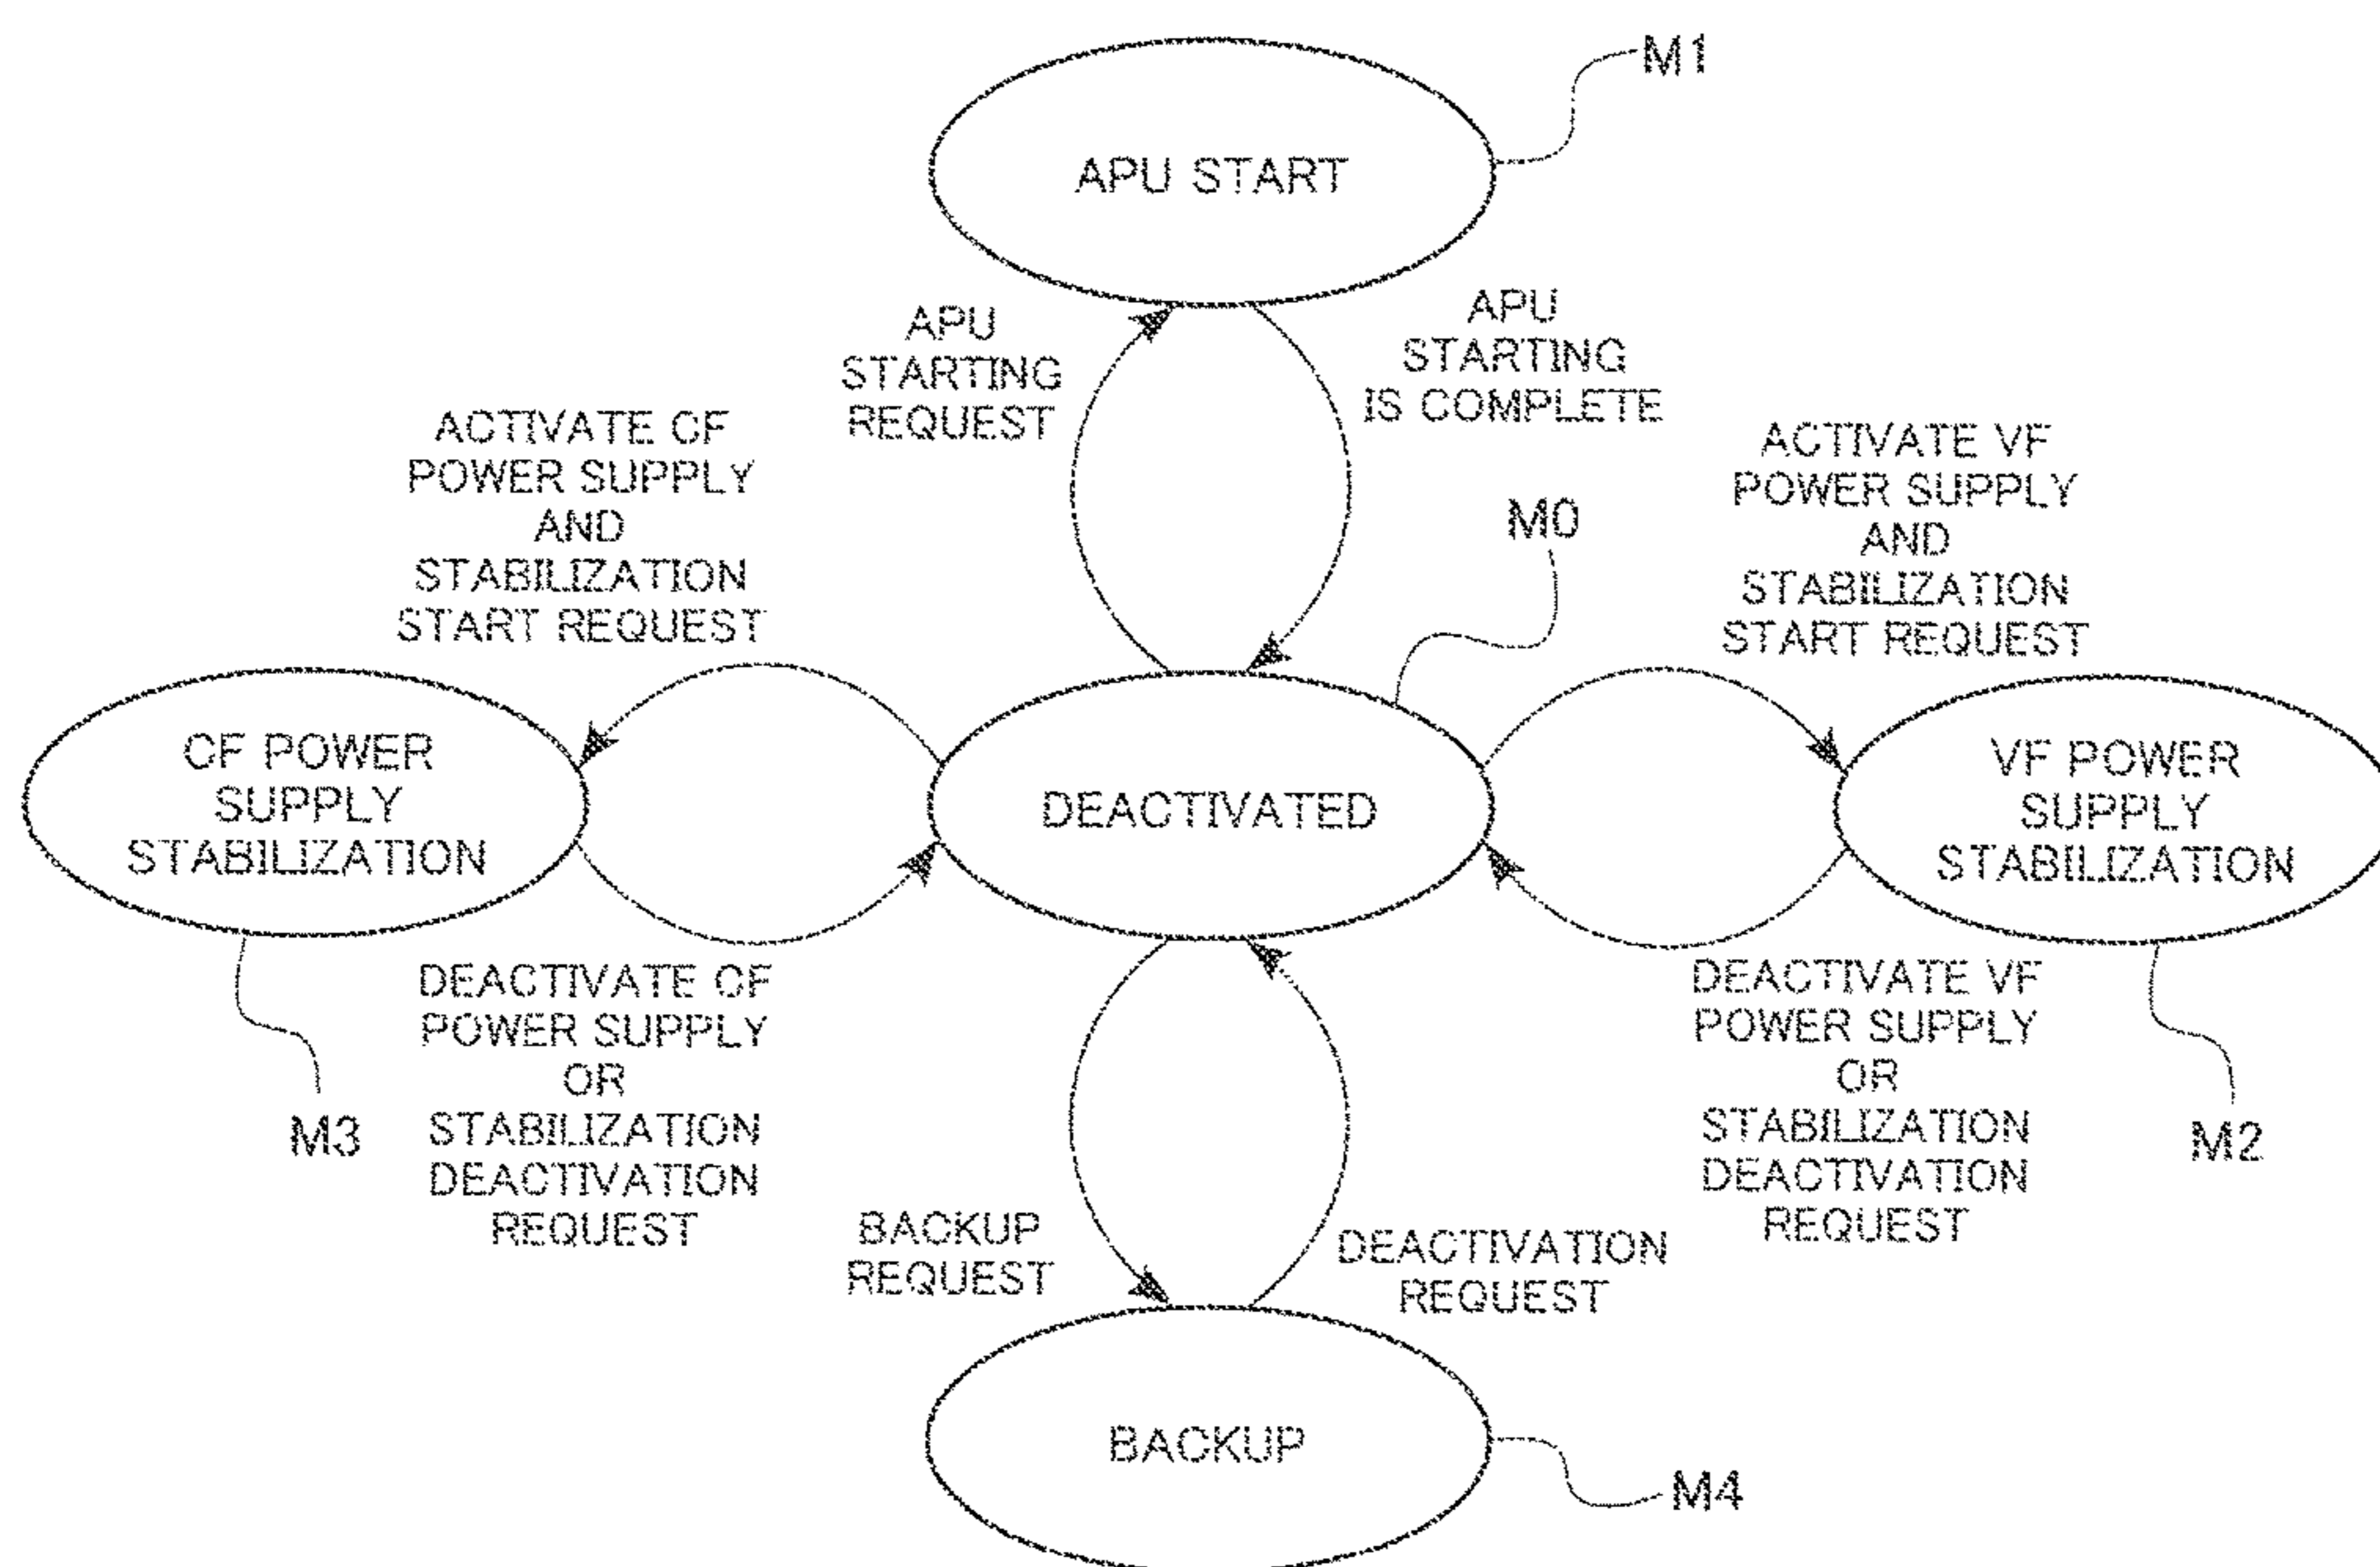 M1
APU START
APU
STARTING
REQUEST
APU
STARTING
IS COMPLETE
ACTIVATE CF
POWER SUPPLY
AND
STABILIZATION
START REQUEST
M0
ACTIVATE VF
POWER SUPPLY
AND
STABILIZATION
START REQUEST
CF POWER
SUPPLY
STABILIZATION
DEACTIVATED
VF POWER
SUPPLY
STABILIZATION
M3
DEACTIVATE CF
POWER SUPPLY
OR
STABILIZATION
DEACTIVATION
REQUEST
DEACTIVATE VF
POWER SUPPLY
OR
STABILIZATION
DEACTIVATION
REQUEST
M2
BACKUP
REQUEST
DEACTIVATION
REQUEST
BACKUP
M4